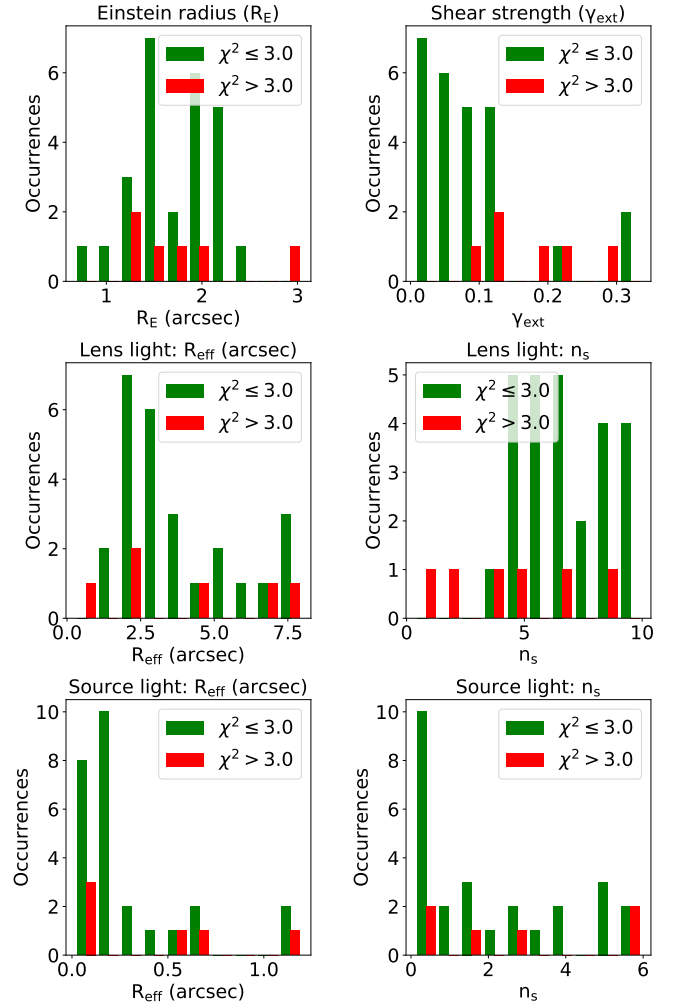 Einstein radius (R_E)
Shear strength (γ_ext)
χ² ≤ 3.0
χ² > 3.0
χ² ≤ 3.0
χ² > 3.0
Occurrences
Occurrences
0 2 4 6
0 2 4 6
1 2 3
0.0 0.1 0.2 0.3
R_E (arcsec)
γ_ext
Lens light: R_eff (arcsec)
Lens light: n_s
χ² ≤ 3.0
χ² > 3.0
χ² ≤ 3.0
χ² > 3.0
Occurrences
Occurrences
0 2 4 6
0 1 2 3 4 5
0.0 2.5 5.0 7.5
0 5 10
R_eff (arcsec)
n_s
Source light: R_eff (arcsec)
Source light: n_s
χ² ≤ 3.0
χ² > 3.0
χ² ≤ 3.0
χ² > 3.0
Occurrences
Occurrences
0 2 4 6 8 10
0 2 4 6 8 10
0.0 0.5 1.0
0 2 4 6
R_eff (arcsec)
n_s